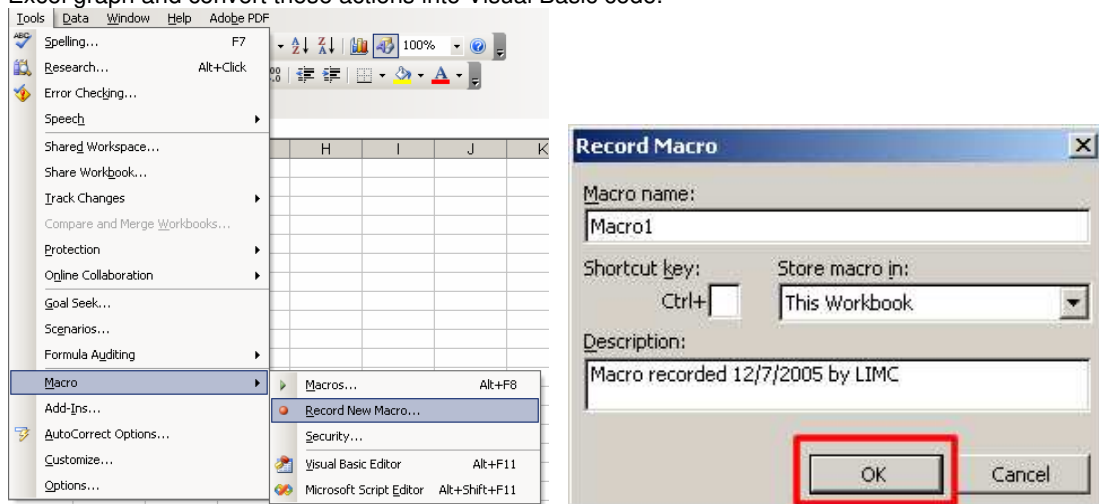 Excel graph and convert these actions into Visual Basic code.
Tools Data Window Help Adobe PDF
Spelling... F7
100%
Research... Alt+Click
Error Checking...
Speech
Shared Workspace...
H I J K
Share Workbook...
Track Changes
Compare and Merge Workbooks...
Protection
Online Collaboration
Goal Seek...
Scenarios...
Formula Auditing
Macro
Macros... Alt+F8
Add-Ins...
Record New Macro...
AutoCorrect Options...
Security...
Customize...
Visual Basic Editor Alt+F11
Options...
Microsoft Script Editor Alt+Shift+F11
Record Macro
Macro name:
Macro1
Shortcut key: Store macro in:
Ctrl+ This Workbook
Description:
Macro recorded 12/7/2005 by LIMC
OK Cancel